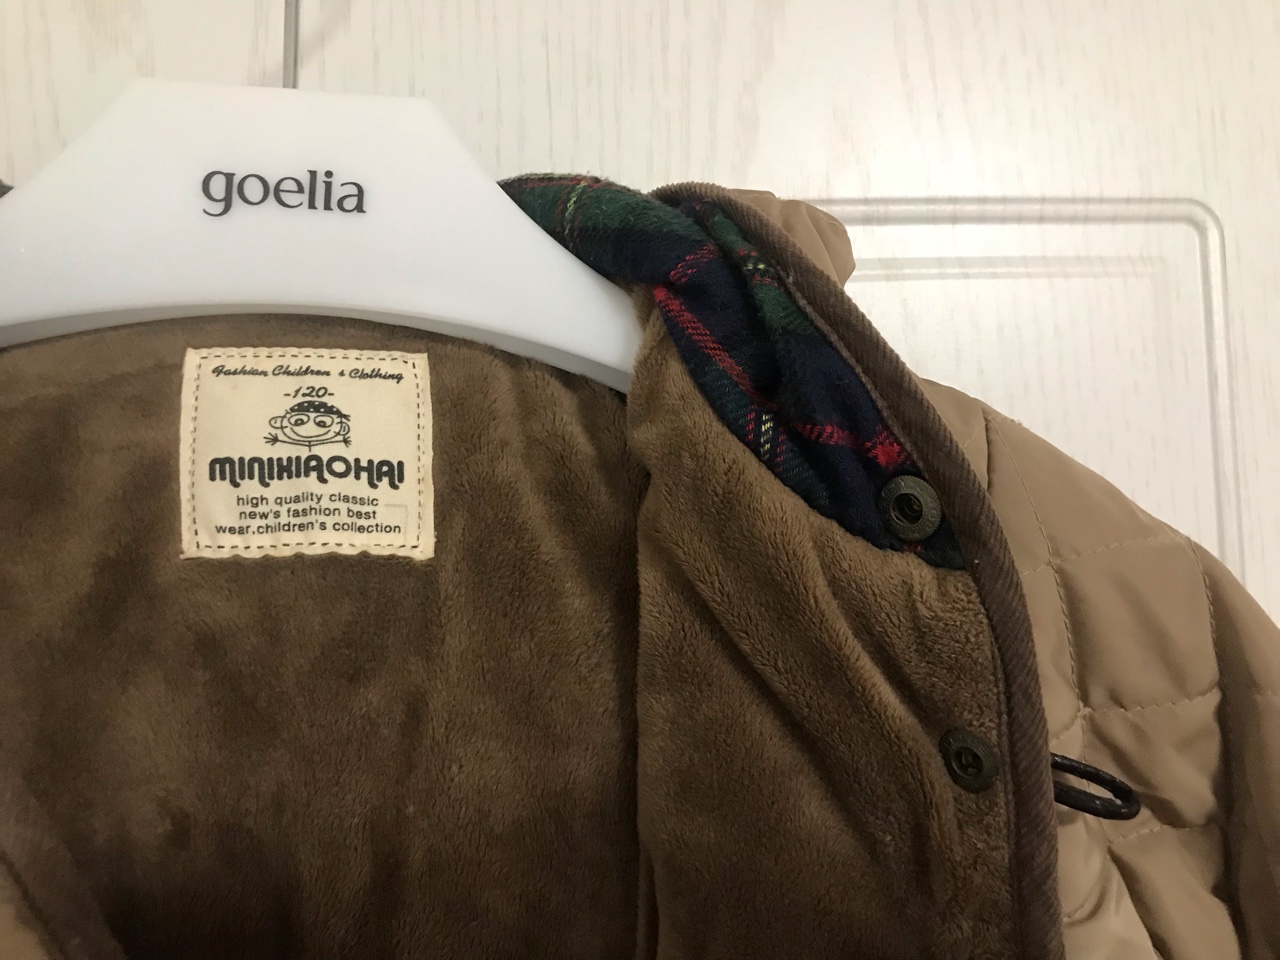 goelia
Fashion Children s Clothing
-120-
MINIXIAOHAI
high quality classic
new's fashion best
wear,children's collection